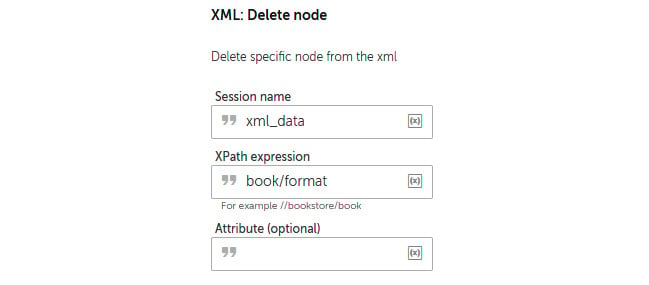 XML: Delete node
Delete specific node from the xml
Session name
xml_data
XPath expression
book/format
For example //bookstore/book
Attribute (optional)